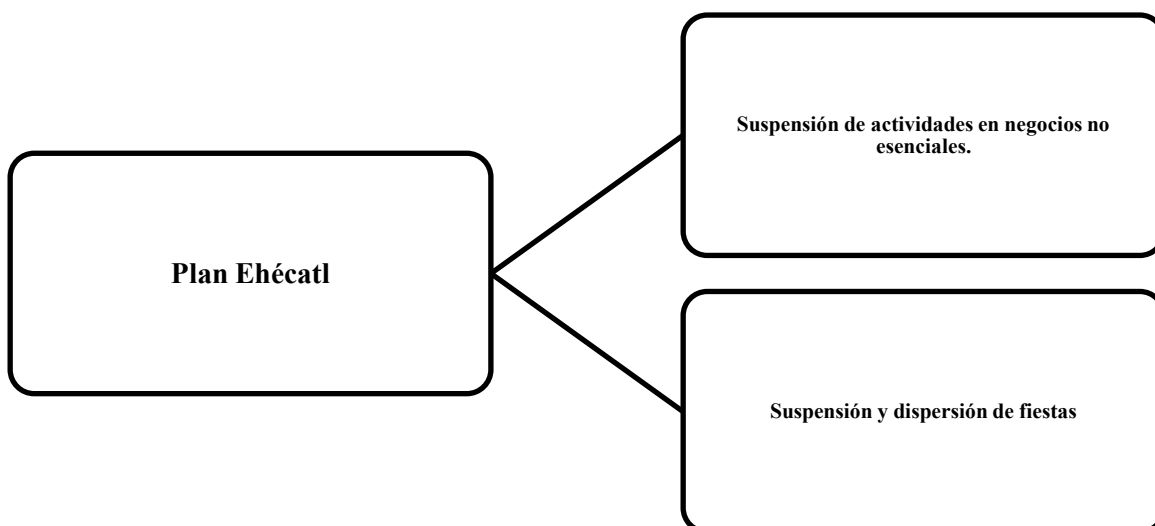 Suspensión de actividades en negocios no
esenciales.
Plan Ehécatl
Suspensión y dispersión de fiestas